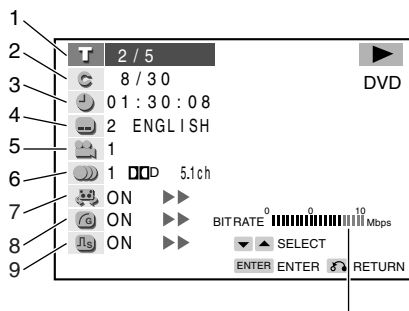 1
2
3
4
5
6
7
8
9
T 2/5
C 8/30
01:30:08
2 ENGLISH
1
1 D 5.1ch
ON
G ON
S ON
DVD
0 0 10
BITRATE Mbps
SELECT
ENTER ENTER RETURN